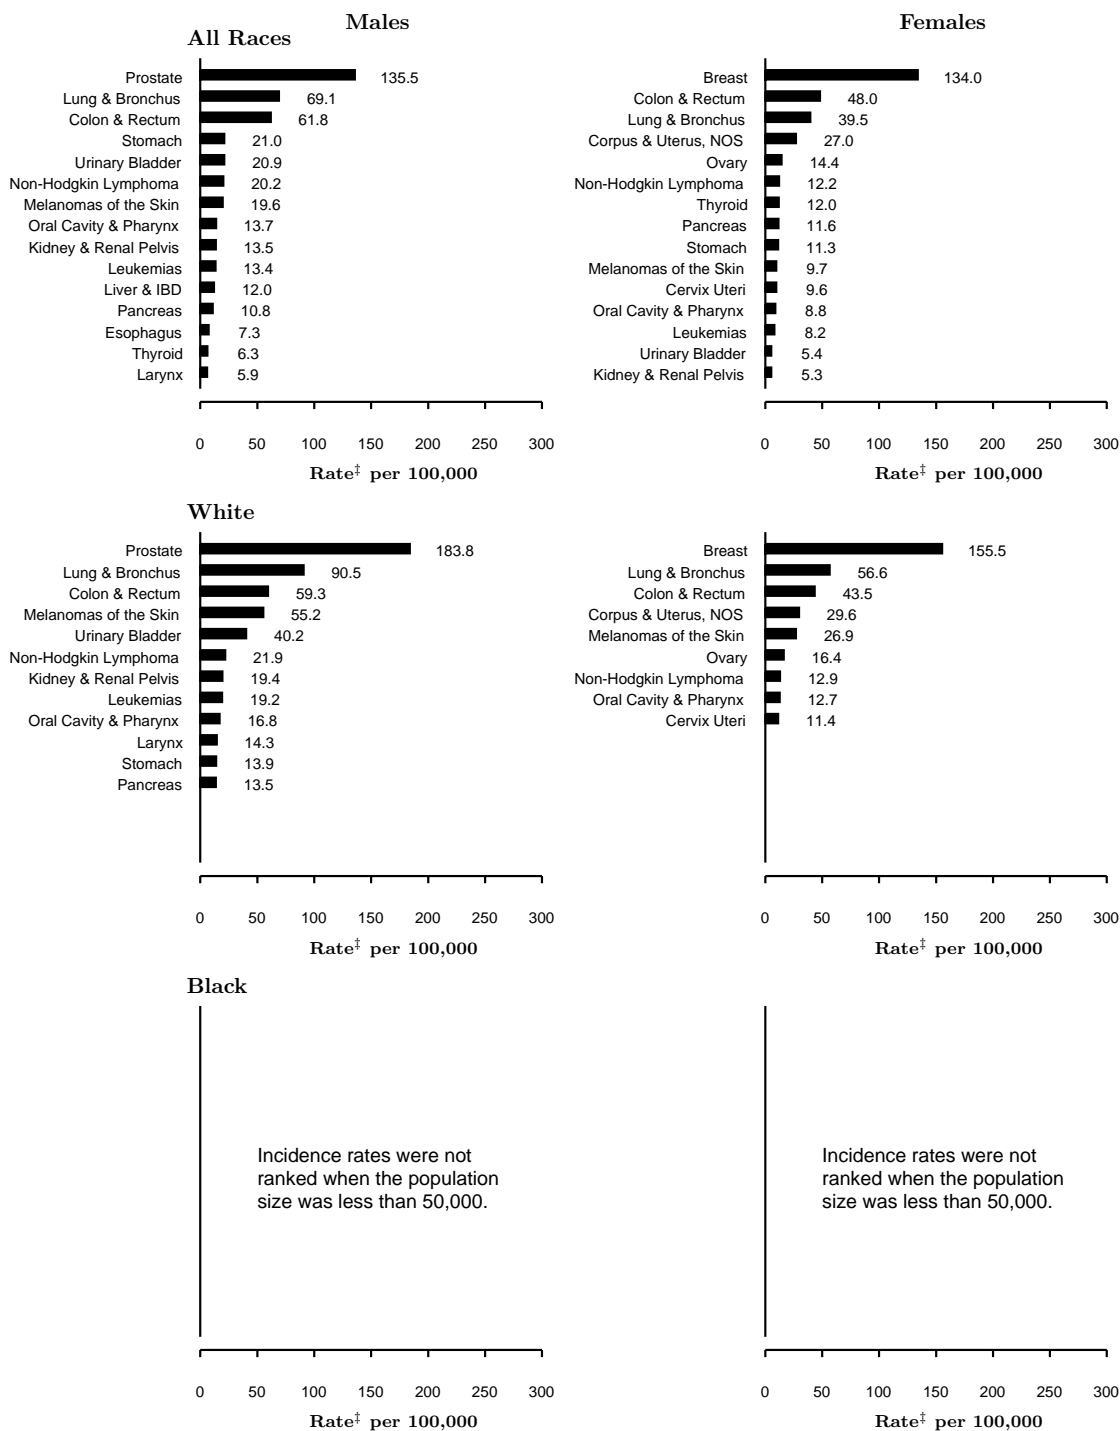 Males
Females
All Races
Prostate 135.5
Lung & Bronchus 69.1
Colon & Rectum 61.8
Stomach 21.0
Urinary Bladder 20.9
Non-Hodgkin Lymphoma 20.2
Melanomas of the Skin 19.6
Oral Cavity & Pharynx 13.7
Kidney & Renal Pelvis 13.5
Leukemias 13.4
Liver & IBD 12.0
Pancreas 10.8
Esophagus 7.3
Thyroid 6.3
Larynx 5.9
0 50 100 150 200 250 300
Rate‡ per 100,000
Breast 134.0
Colon & Rectum 48.0
Lung & Bronchus 39.5
Corpus & Uterus, NOS 27.0
Ovary 14.4
Non-Hodgkin Lymphoma 12.2
Thyroid 12.0
Pancreas 11.6
Stomach 11.3
Melanomas of the Skin 9.7
Cervix Uteri 9.6
Oral Cavity & Pharynx 8.8
Leukemias 8.2
Urinary Bladder 5.4
Kidney & Renal Pelvis 5.3
0 50 100 150 200 250 300
Rate‡ per 100,000
White
Prostate 183.8
Lung & Bronchus 90.5
Colon & Rectum 59.3
Melanomas of the Skin 55.2
Urinary Bladder 40.2
Non-Hodgkin Lymphoma 21.9
Kidney & Renal Pelvis 19.4
Leukemias 19.2
Oral Cavity & Pharynx 16.8
Larynx 14.3
Stomach 13.9
Pancreas 13.5
0 50 100 150 200 250 300
Rate‡ per 100,000
Breast 155.5
Lung & Bronchus 56.6
Colon & Rectum 43.5
Corpus & Uterus, NOS 29.6
Melanomas of the Skin 26.9
Ovary 16.4
Non-Hodgkin Lymphoma 12.9
Oral Cavity & Pharynx 12.7
Cervix Uteri 11.4
0 50 100 150 200 250 300
Rate‡ per 100,000
Black
Incidence rates were not
ranked when the population
size was less than 50,000.
0 50 100 150 200 250 300
Rate‡ per 100,000
Incidence rates were not
ranked when the population
size was less than 50,000.
0 50 100 150 200 250 300
Rate‡ per 100,000